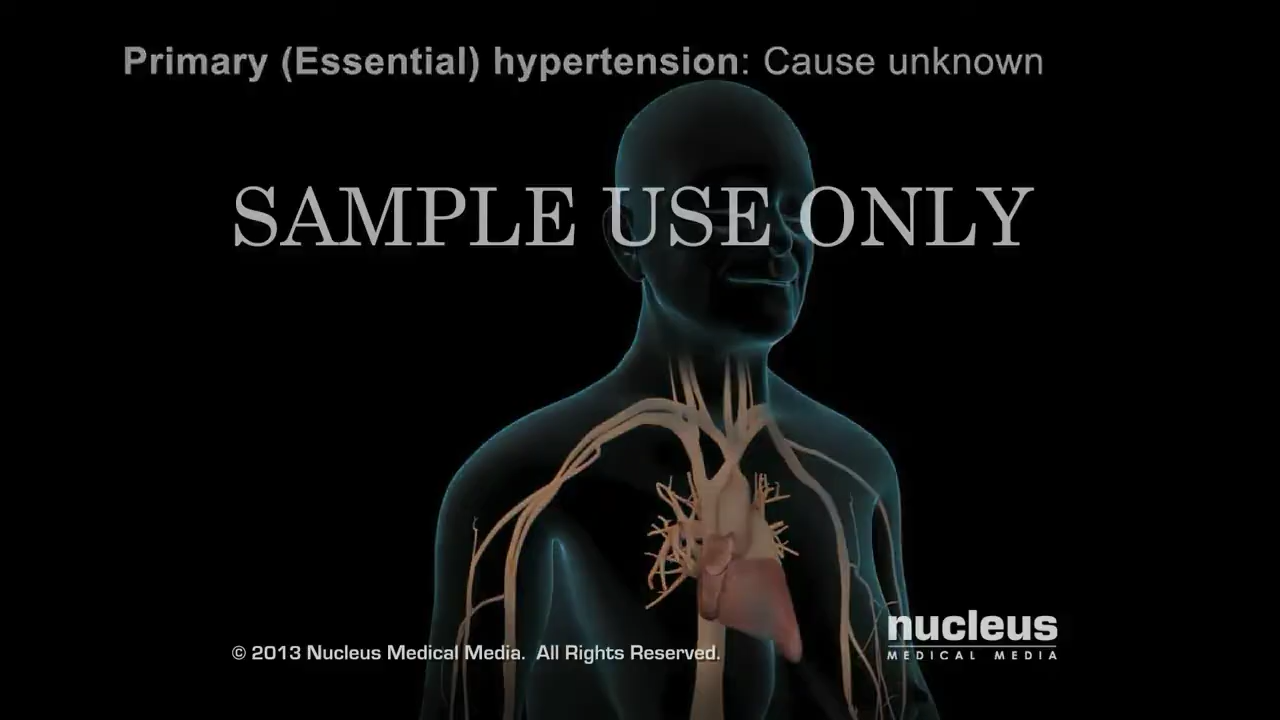 Primary (Essential) hypertension: Cause unknown
SAMPLE USE ONLY
nucleus
MEDICAL MEDIA
© 2013 Nucleus Medical Media. All Rights Reserved.